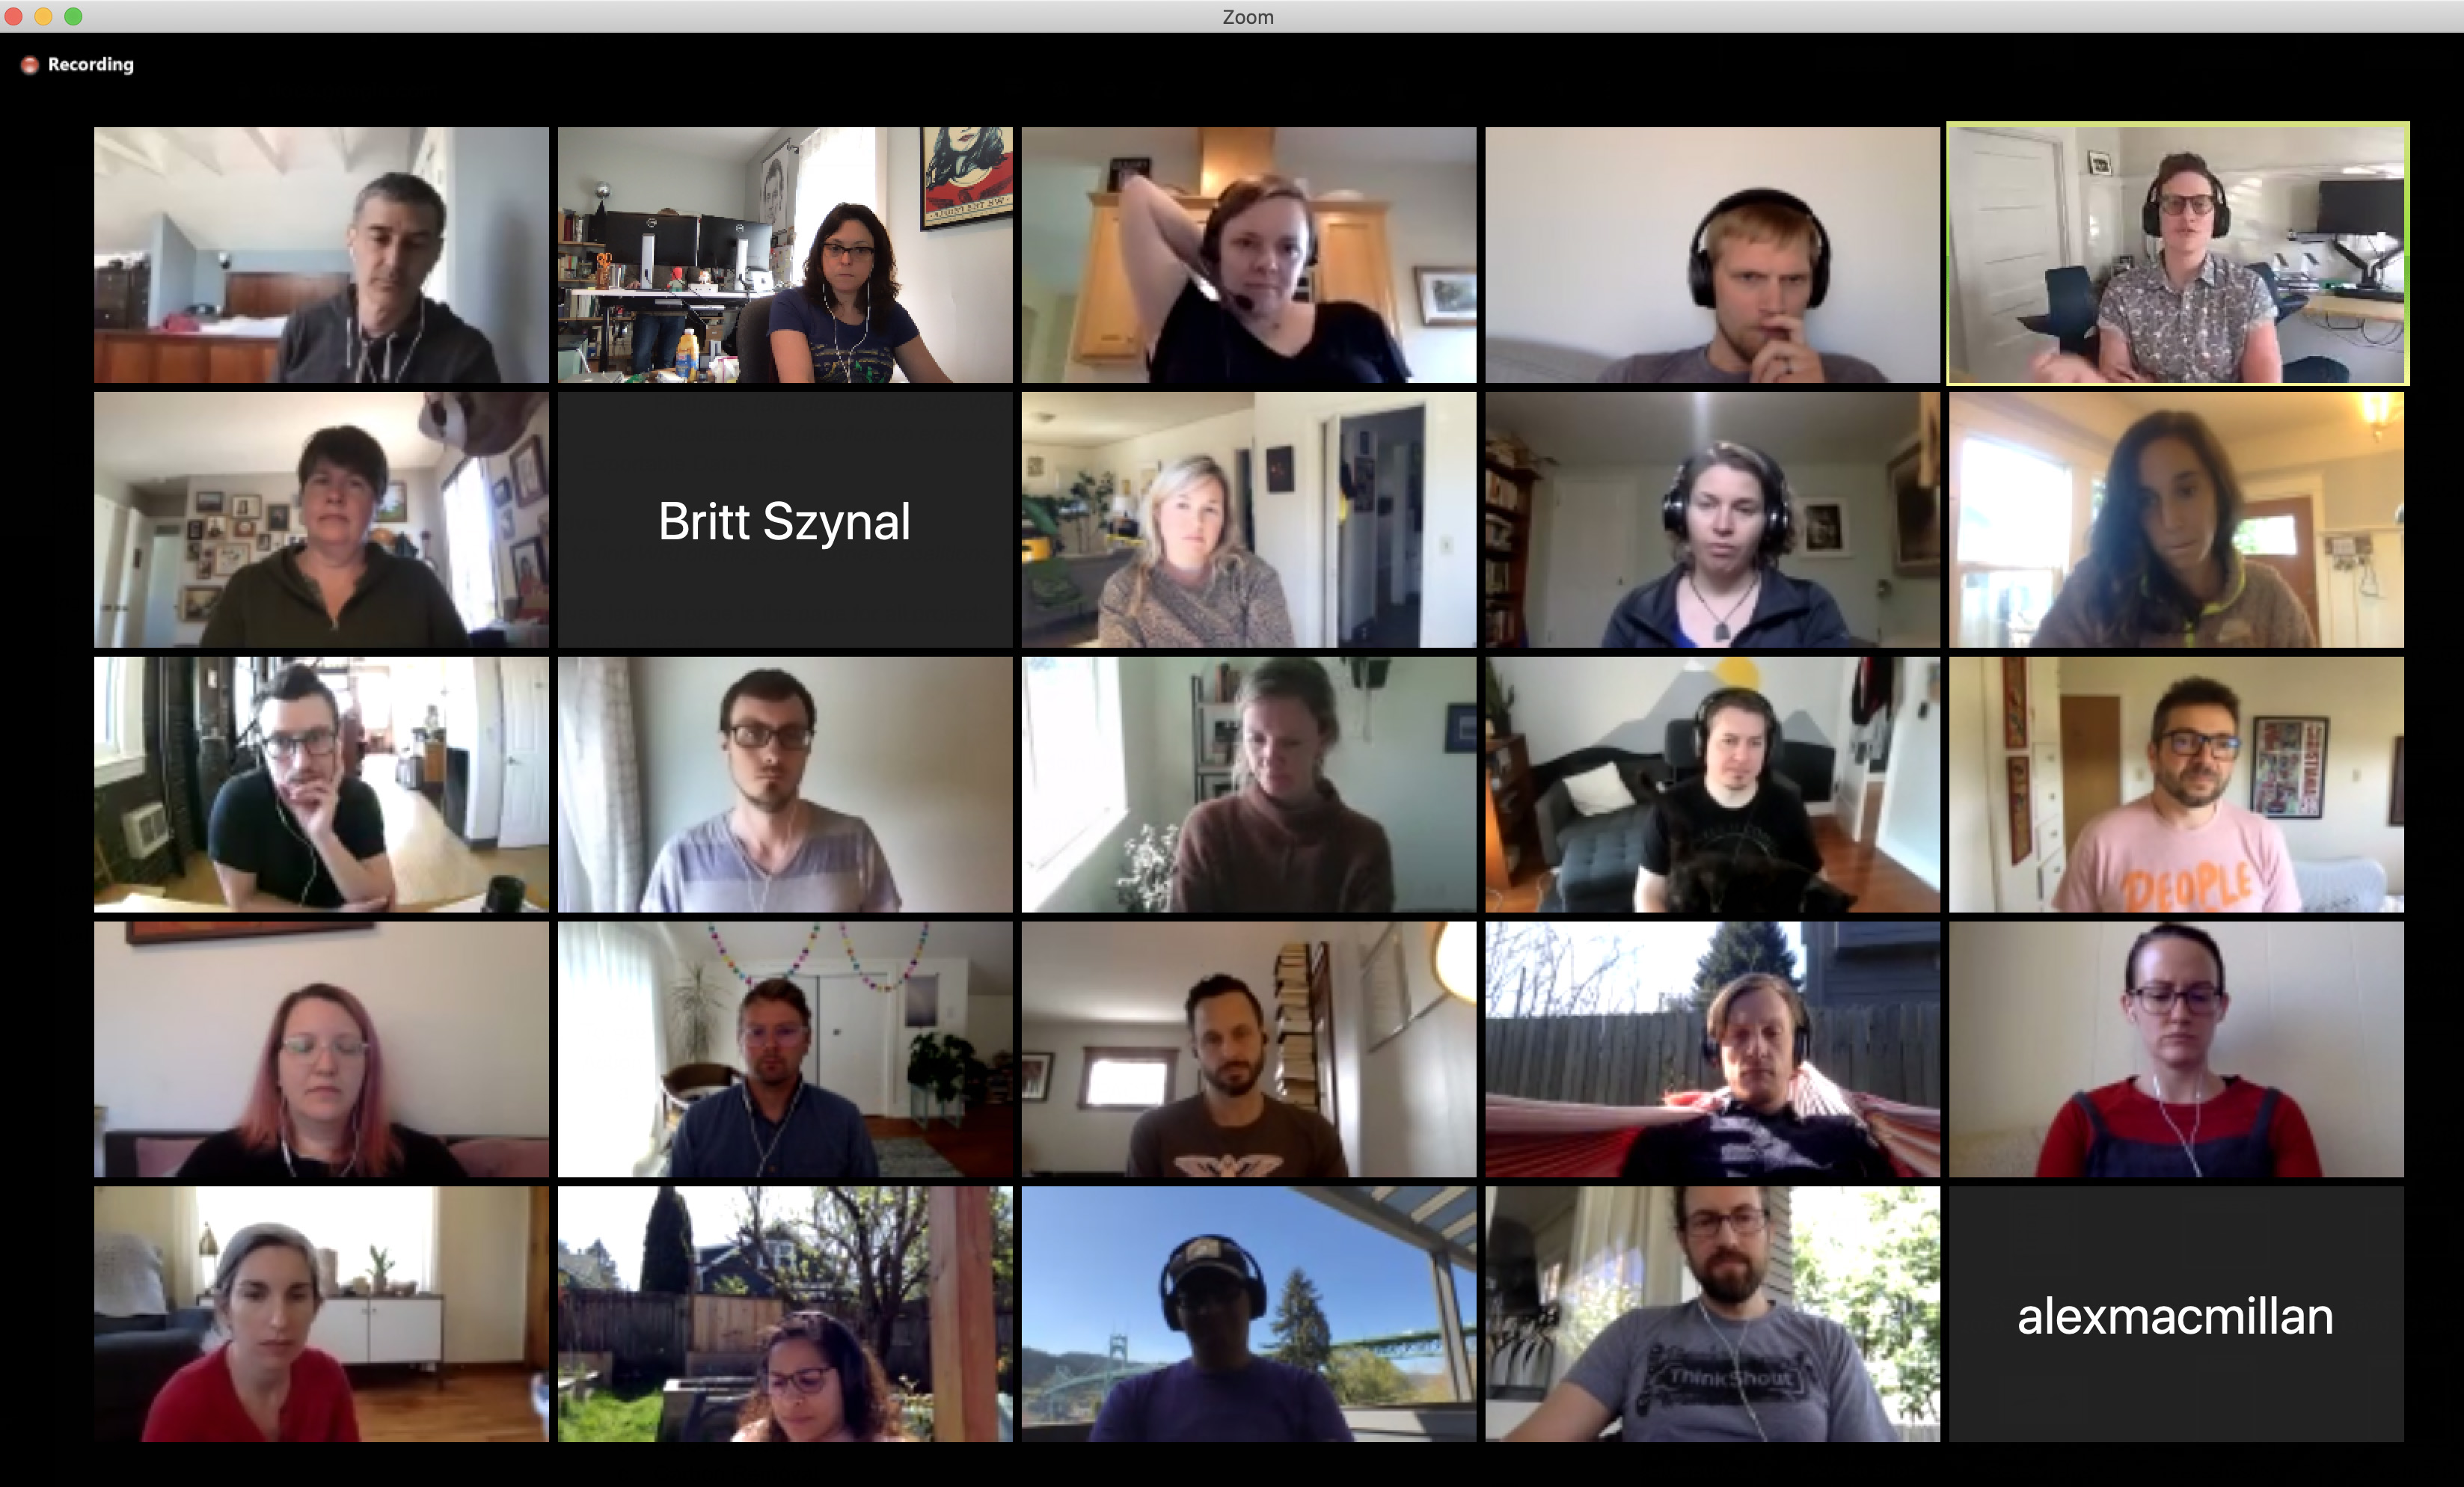 Zoom
Recording
Britt Szynal
PEOPLE
ThinkShout
alexmacmillan